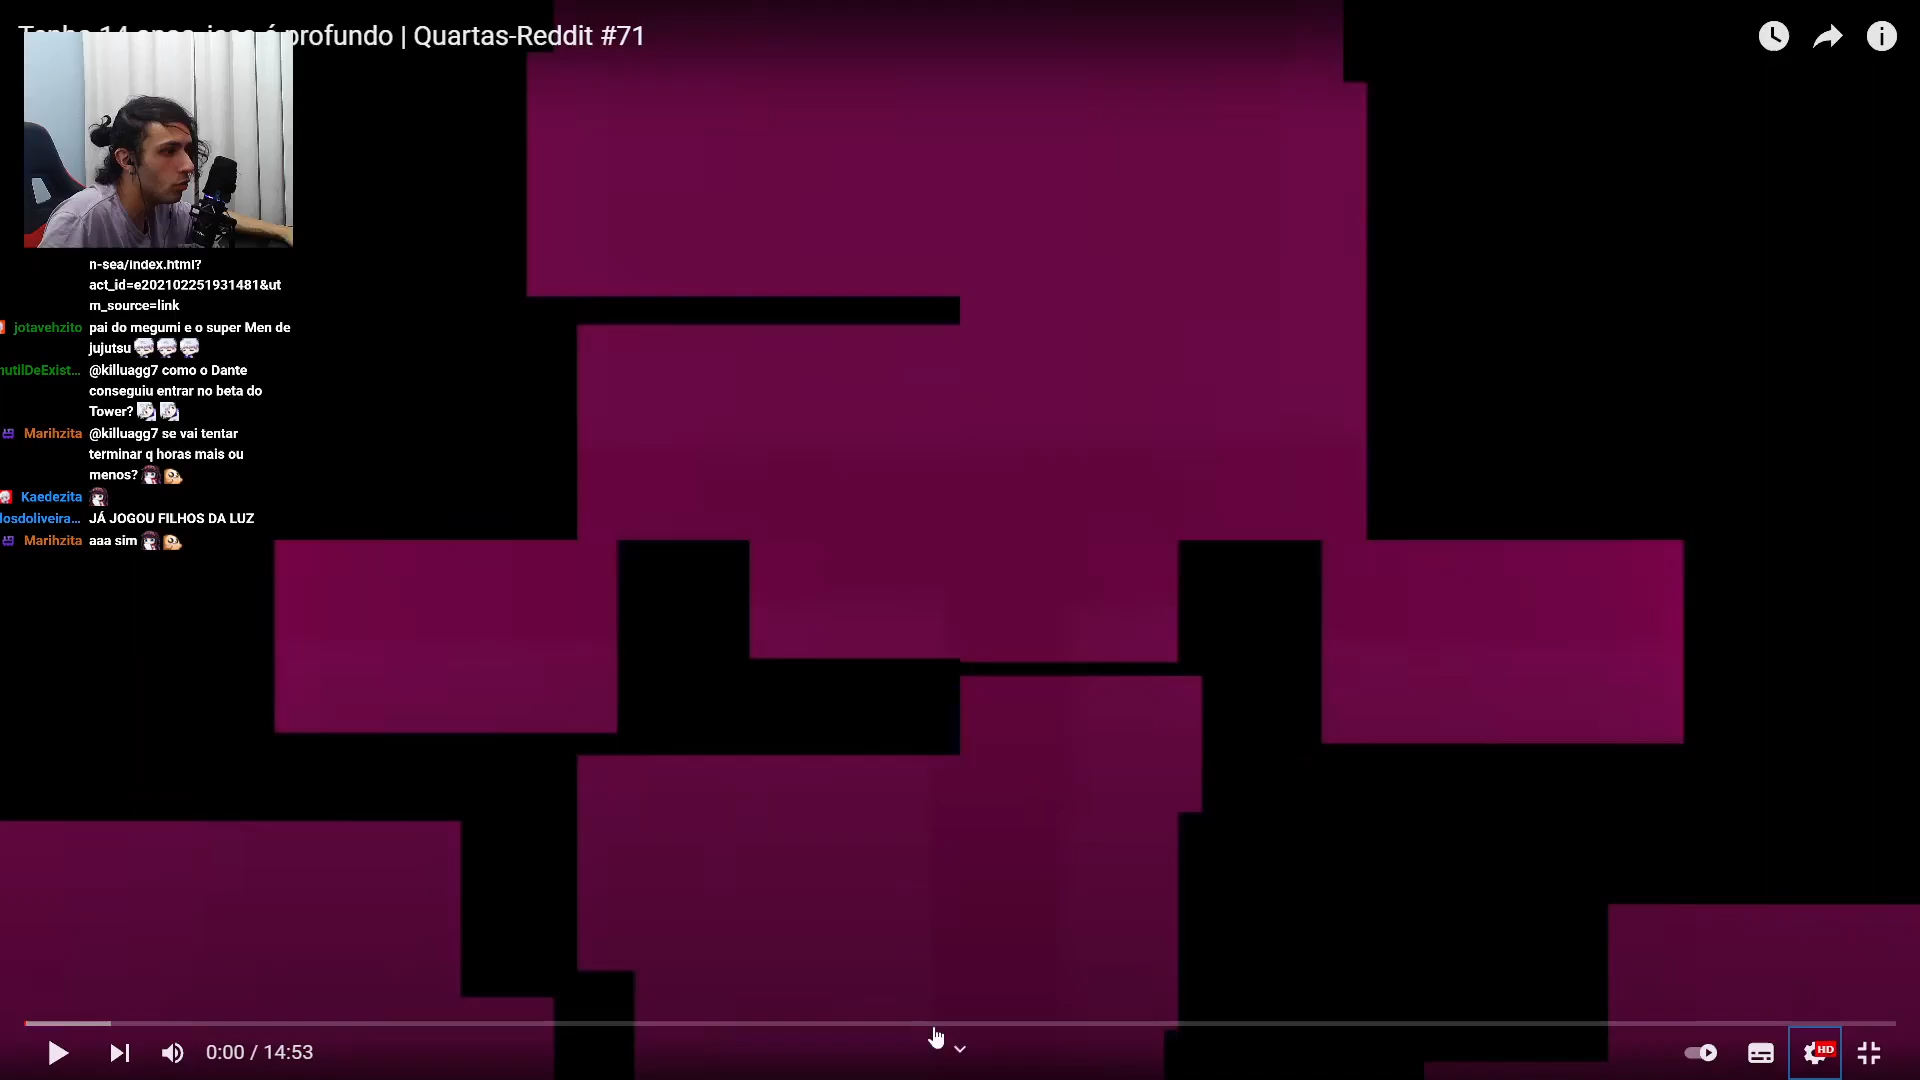 profundo | Quartas-Reddit #71
n-sea/index.html?
act_id=e202102251931481&ut
m_source=link
jotavehzito pai do megumi e o super Men de
jujutsu
nutilDeExist... @killuagg7 como o Dante
conseguiu entrar no beta do
Tower?
Marihzita @killuagg7 se vai tentar
terminar q horas mais ou
menos?
Kaedezita
losdoliveira... JÁ JOGOU FILHOS DA LUZ
Marihzita aaa sim
0:00 / 14:53
HD